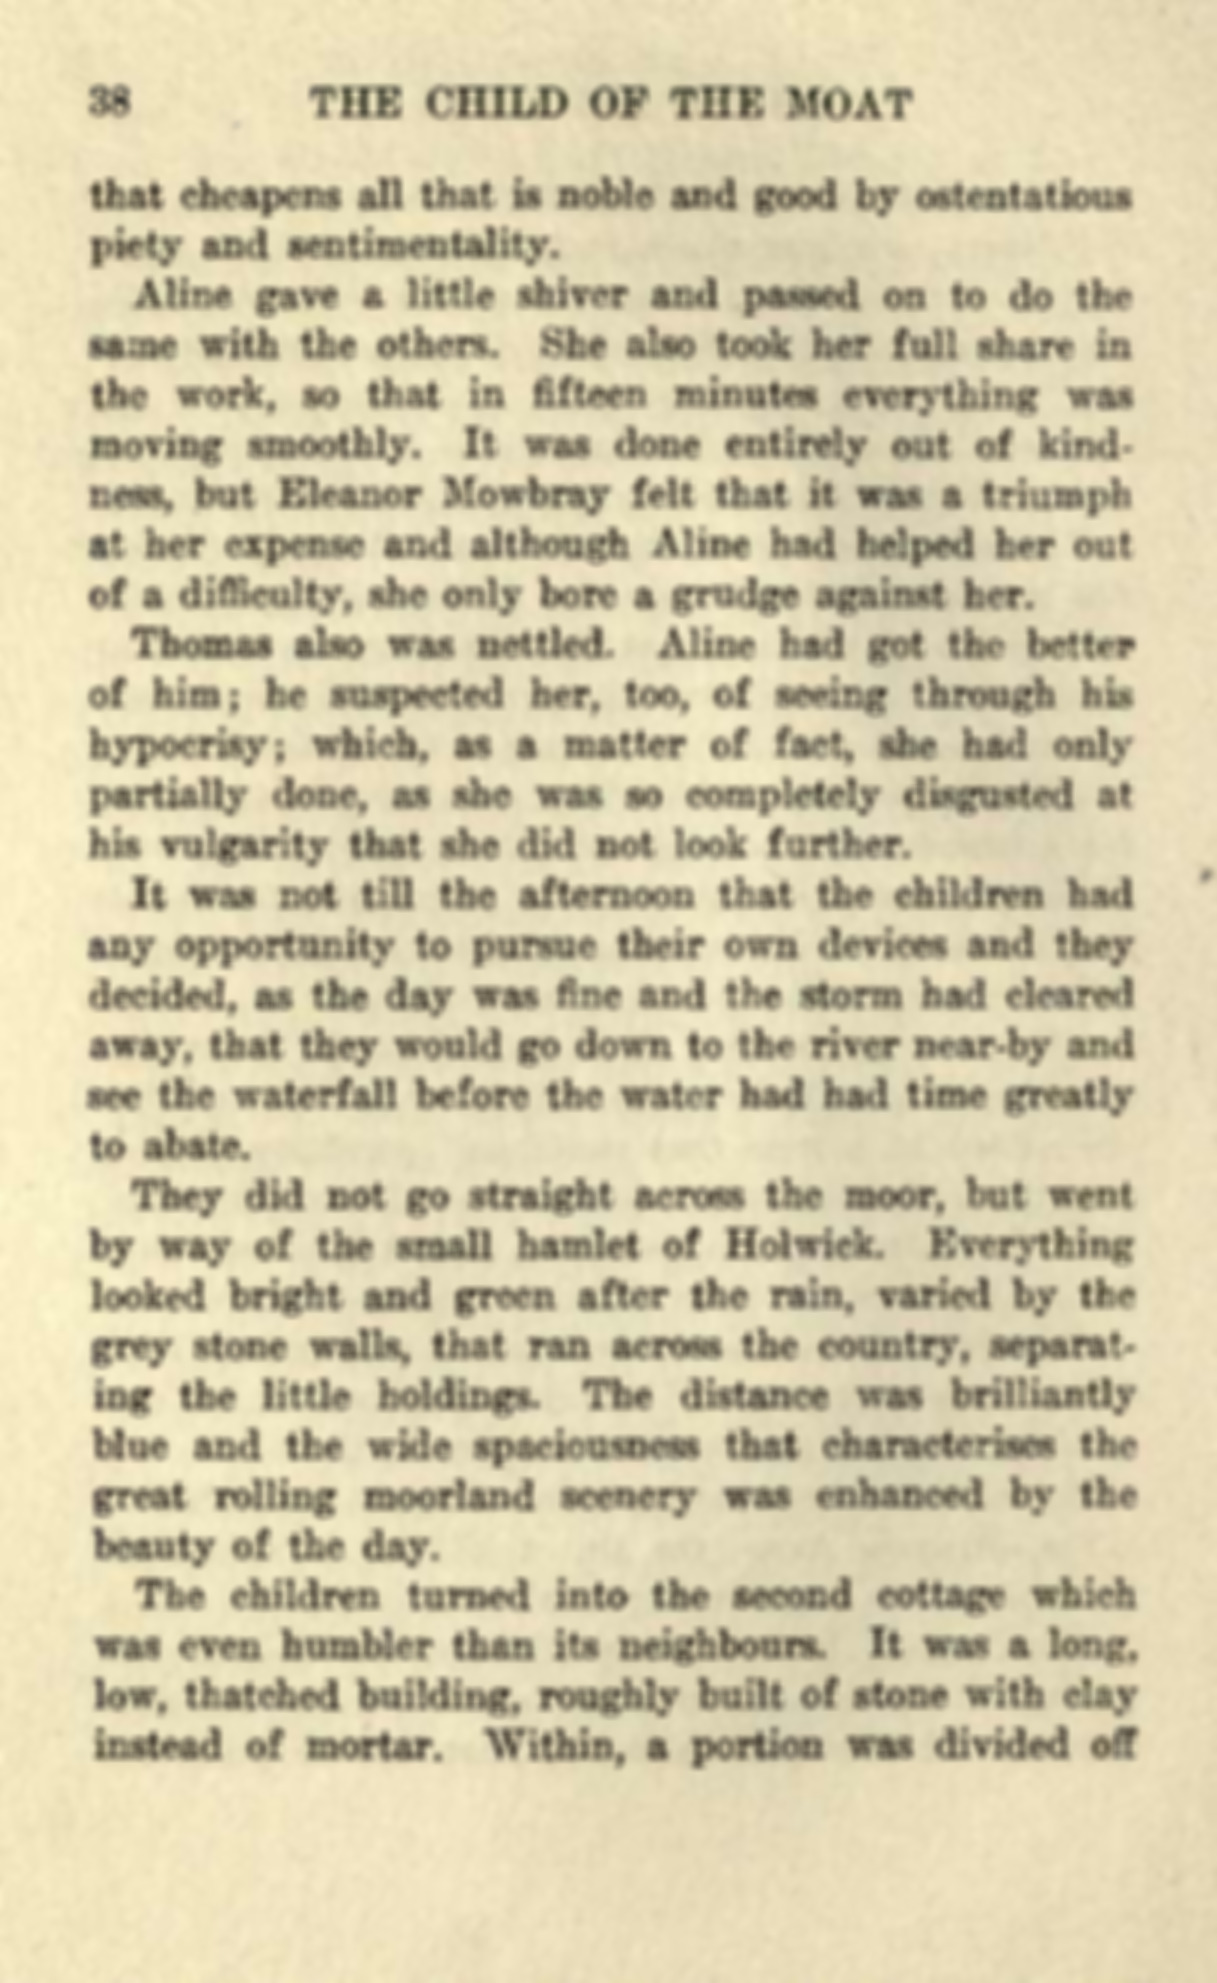 38 THE CHILD OF THE MOAT
that cheapens all that is noble and good by ostentatious
piety and sentimentality.
Aline gave a little shiver and passed on to do the
same with the others. She also took her full share in
the work, so that in fifteen minutes everything was
moving smoothly. It was done entirely out of kind-
ness, but Eleanor Mowbray felt that it was a triumph
at her expense and although Aline had helped her out
of a difficulty, she only bore a grudge against her.
Thomas also was nettled. Aline had got the better
of him; he suspected her, too, of seeing through his
hypocrisy; which, as a matter of fact, she had only
partially done, as she was so completely disgusted at
his vulgarity that she did not look further.
It was not till the afternoon that the children had
any opportunity to pursue their own devices and they
decided, as the day was fine and the storm had cleared
away, that they would go down to the river near-by and
see the waterfall before the water had had time greatly
to abate.
They did not go straight across the moor, but went
by way of the small hamlet of Holwick. Everything
looked bright and green after the rain, varied by the
grey stone walls, that ran across the country, separat-
ing the little holdings. The distance was brilliantly
blue and the wide spaciousness that characterises the
great rolling moorland scenery was enhanced by the
beauty of the day.
The children turned into the second cottage which
was even humbler than its neighbours. It was a long,
low, thatched building, roughly built of stone with clay
instead of mortar. Within, a portion was divided off